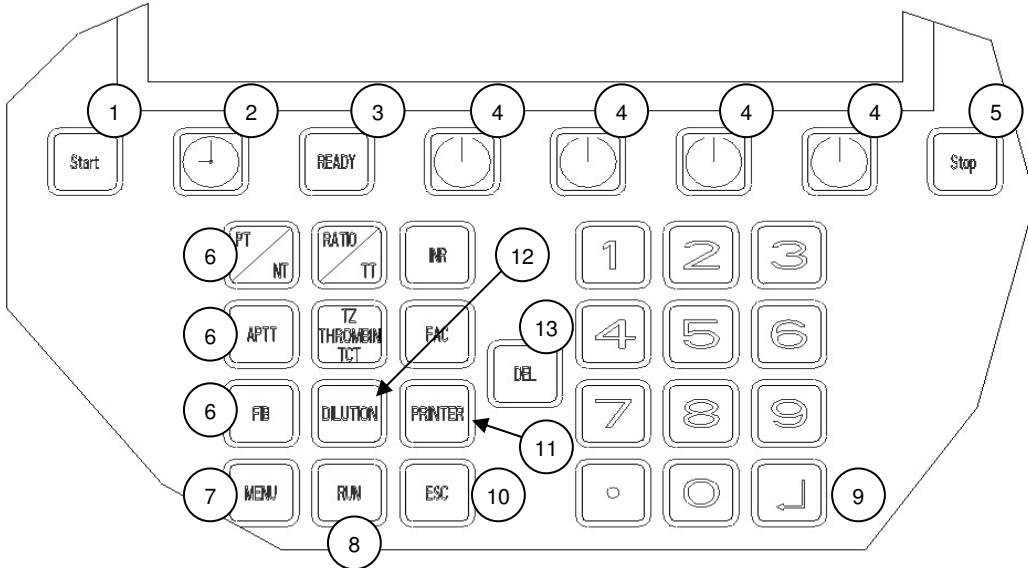 1 2 3 4 4 4 4 5
Start READY Stop
6 PT NT RATIO TT INR 12 1 2 3
6 APTT TZ THROMBIN TCT FAC 13 DEL 4 5 6
6 FIB DILUTION PRINTER 11 7 8 9
7 MENU RUN ESC 10 . 0 9
8